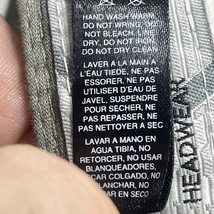 HAND WASH WARM,
DO NOT WRING, DO
NOT BLEACH. LINE
DRY, DO NOT IRON,
DO NOT DRY CLEAN
LAVER A LA MAIN A
L'EAU TIEDE, NE PAS
ESSORER. NE PAS
UTILISER D'EAU DE
JAVEL, SUSPENDRE
POUR SÉCHER, NE
PAS REPASSER, NE
PAS NETTOYER A SEC
LAVAR A MANO EN
AGUA TIBIA, NO
RETORCER, NO USAR
BLANQUEADORES,
SECAR COLGADO, NO
PLANCHAR, NO
EN SECO
HEADWEAR